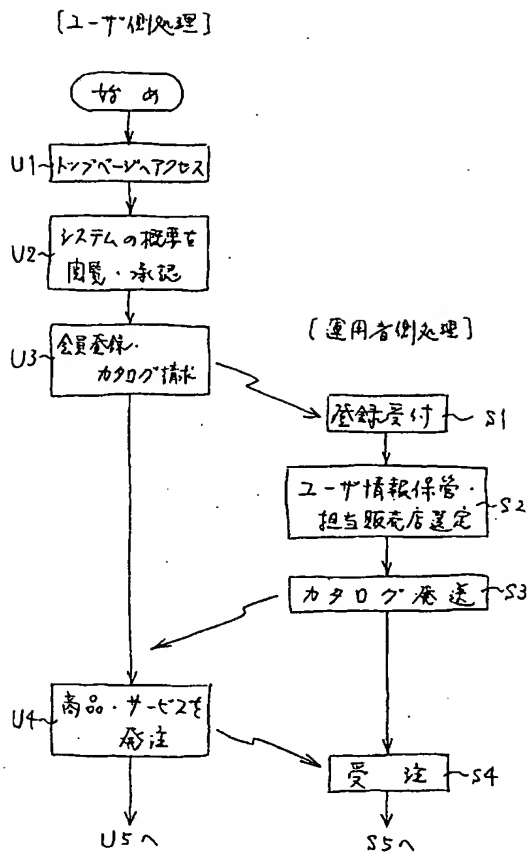 [ユーザ側処理]
始め
U1 トップページへアクセス
U2 システムの概要を
閲覧・承認
U3 会員登録・
カタログ請求
[運用者側処理]
登録受付 S1
ユーザ情報保管・
担当販売店選定 S2
カタログ発送 S3
U4 商品・サービスを
発注
受注 S4
U5へ
S5へ